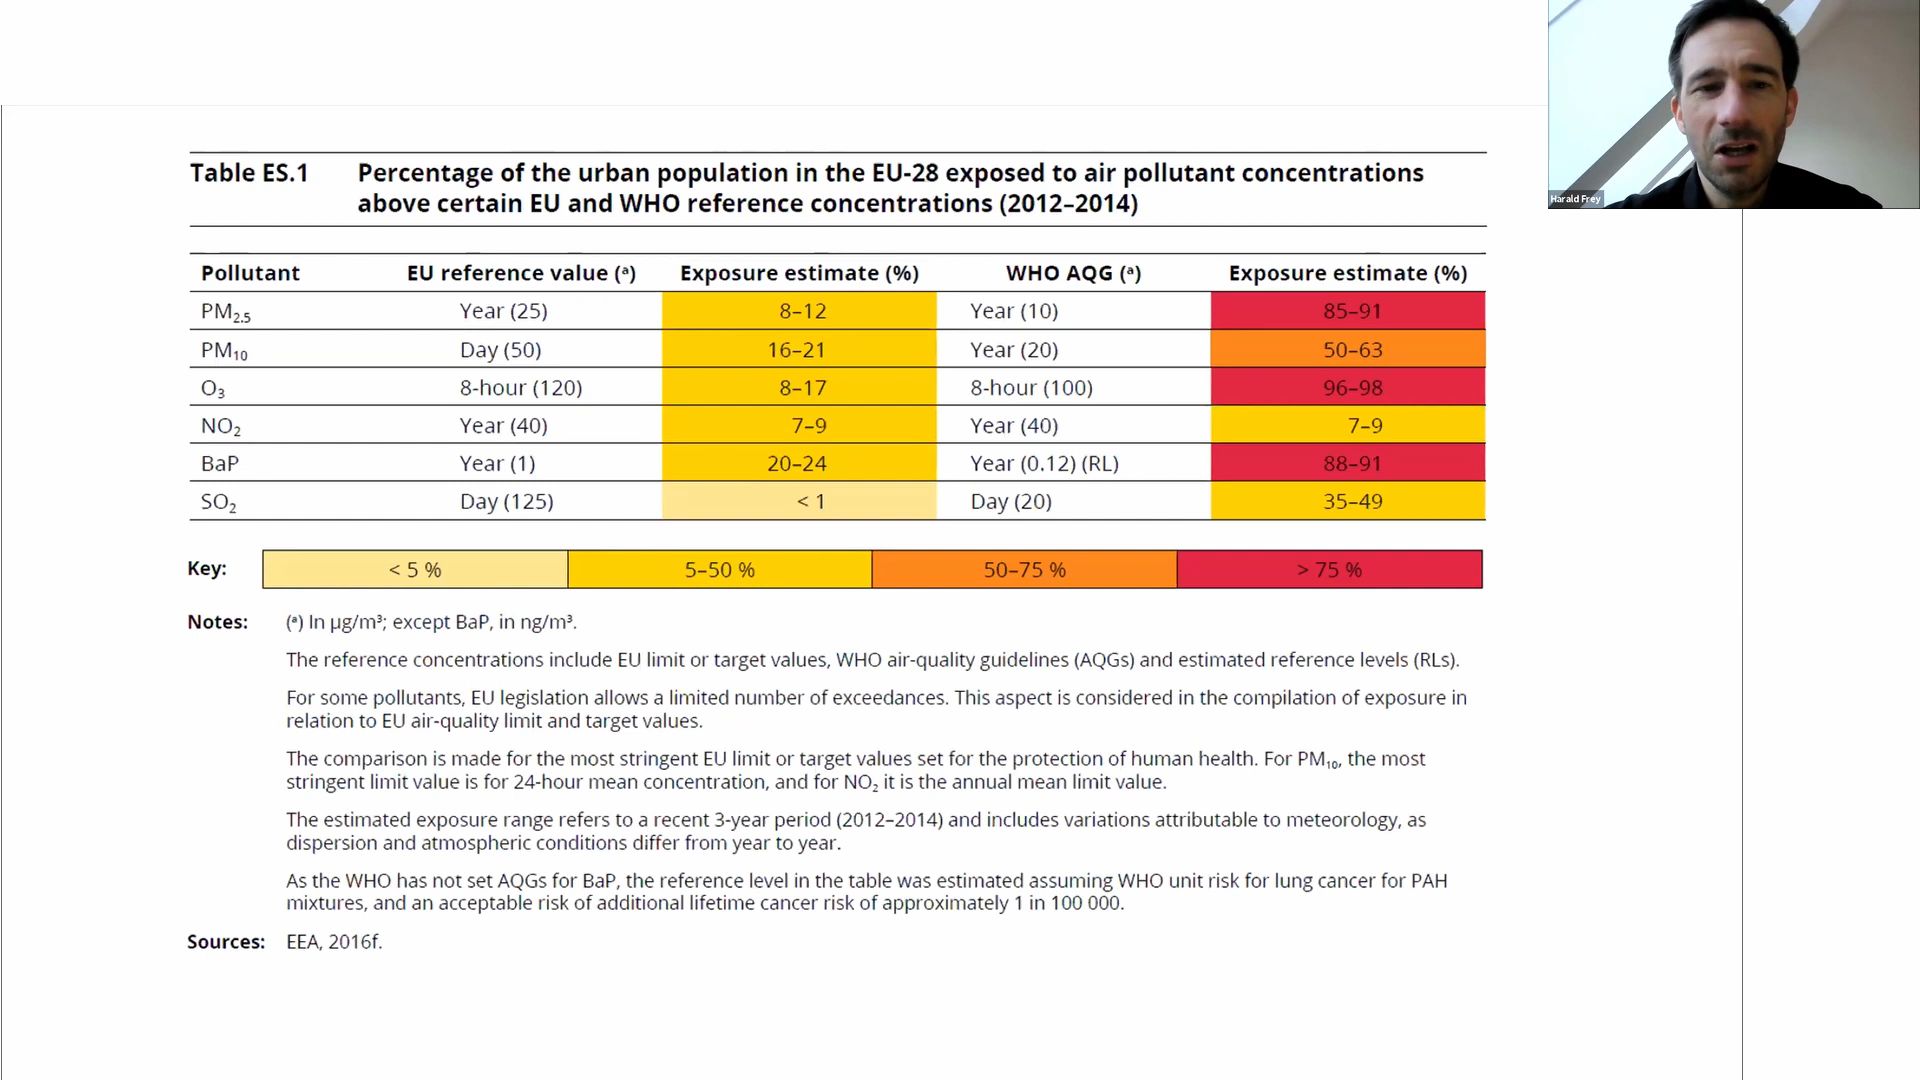 Harald Frey
Table ES.1 Percentage of the urban population in the EU-28 exposed to air pollutant concentrations
above certain EU and WHO reference concentrations (2012–2014)
Pollutant EU reference value (ᵃ) Exposure estimate (%) WHO AQG (ᵃ) Exposure estimate (%)
PM₂.₅ Year (25) 8–12 Year (10) 85–91
PM₁₀ Day (50) 16–21 Year (20) 50–63
O₃ 8-hour (120) 8–17 8-hour (100) 96–98
NO₂ Year (40) 7–9 Year (40) 7–9
BaP Year (1) 20–24 Year (0.12) (RL) 88–91
SO₂ Day (125) < 1 Day (20) 35–49
Key: < 5 % 5–50 % 50–75 % > 75 %
Notes: (ᵃ) In µg/m³; except BaP, in ng/m³.
The reference concentrations include EU limit or target values, WHO air-quality guidelines (AQGs) and estimated reference levels (RLs).
For some pollutants, EU legislation allows a limited number of exceedances. This aspect is considered in the compilation of exposure in
relation to EU air-quality limit and target values.
The comparison is made for the most stringent EU limit or target values set for the protection of human health. For PM₁₀, the most
stringent limit value is for 24-hour mean concentration, and for NO₂ it is the annual mean limit value.
The estimated exposure range refers to a recent 3-year period (2012–2014) and includes variations attributable to meteorology, as
dispersion and atmospheric conditions differ from year to year.
As the WHO has not set AQGs for BaP, the reference level in the table was estimated assuming WHO unit risk for lung cancer for PAH
mixtures, and an acceptable risk of additional lifetime cancer risk of approximately 1 in 100 000.
Sources: EEA, 2016f.